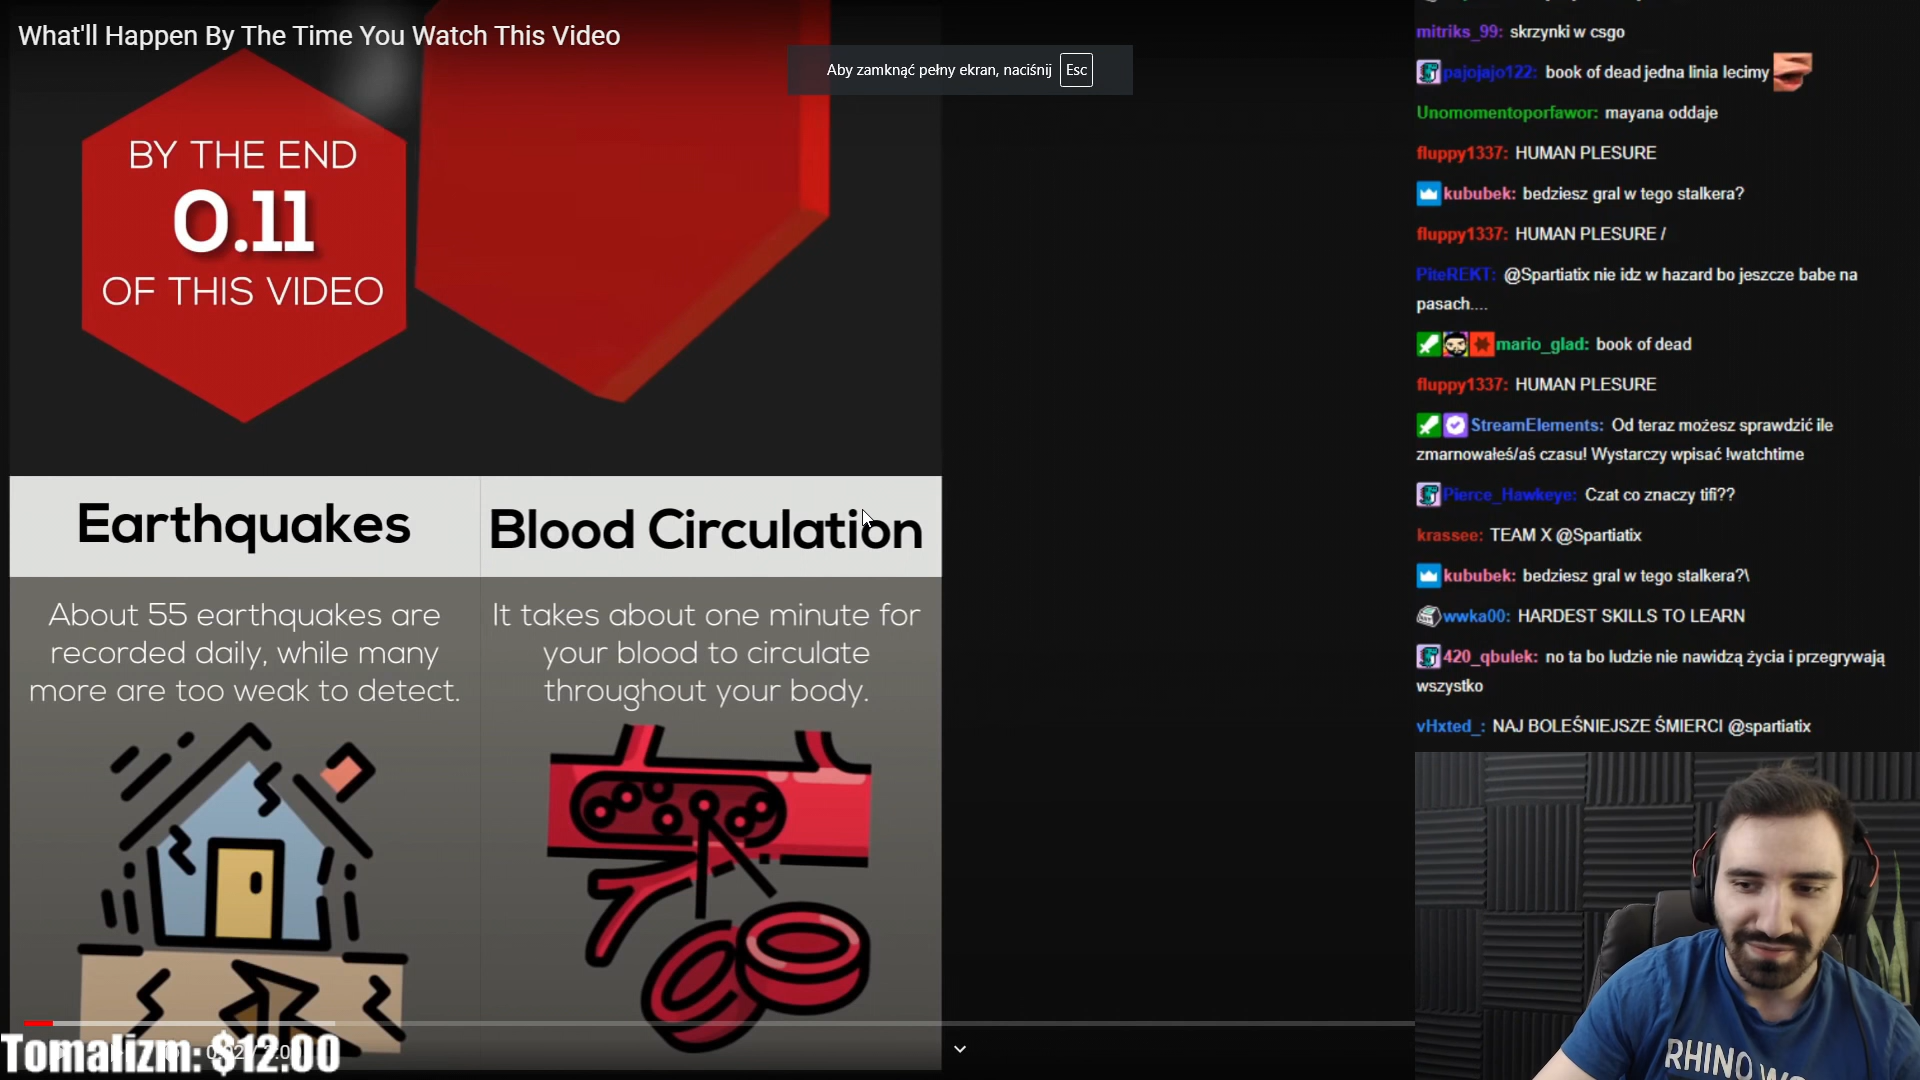 What'll Happen By The Time You Watch This Video
Aby zamknąć pełny ekran, naciśnij Esc
BY THE END
0.11
OF THIS VIDEO
Earthquakes
About 55 earthquakes are
recorded daily, while many
more are too weak to detect.
Blood Circulation
It takes about one minute for
your blood to circulate
throughout your body.
Tomalizm: $12.00
mitriks_99: skrzynki w csgo
pajojajo122: book of dead jedna linia lecimy
Unomomentoporfawor: mayana oddaje
fluppy1337: HUMAN PLESURE
kububek: bedziesz gral w tego stalkera?
fluppy1337: HUMAN PLESURE /
PiteREKT: @Spartiatix nie idz w hazard bo jeszcze babe na
pasach....
mario_glad: book of dead
fluppy1337: HUMAN PLESURE
StreamElements: Od teraz możesz sprawdzić ile
zmarnowałeś/aś czasu! Wystarczy wpisać !watchtime
Pierce_Hawkeye: Czat co znaczy tifi??
krassee: TEAM X @Spartiatix
kububek: bedziesz gral w tego stalkera?\
wwka00: HARDEST SKILLS TO LEARN
420_qbulek: no ta bo ludzie nie nawidzą życia i przegrywają
wszystko
vHxted_: NAJ BOLEŚNIEJSZE ŚMIERCI @spartiatix
RHINO